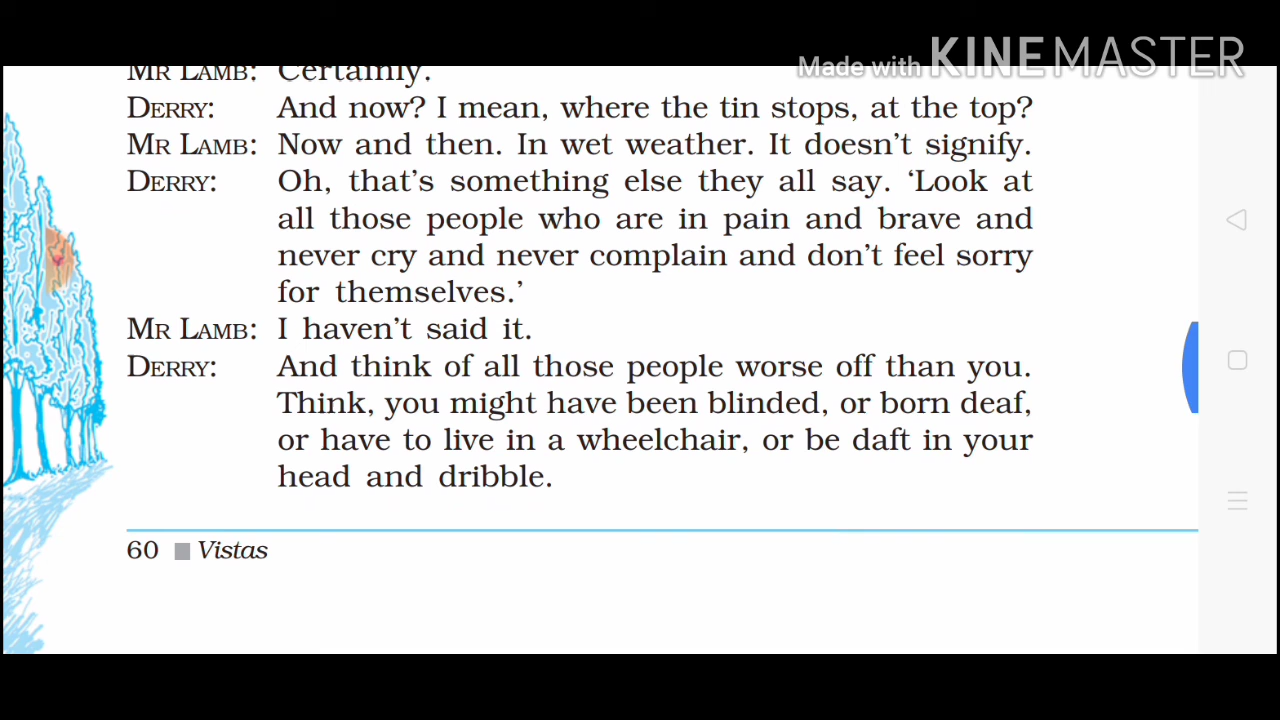 Made with KINEMASTER
MR LAMB: Certainly.
DERRY: And now? I mean, where the tin stops, at the top?
MR LAMB: Now and then. In wet weather. It doesn't signify.
DERRY: Oh, that's something else they all say. ‘Look at
all those people who are in pain and brave and
never cry and never complain and don't feel sorry
for themselves.’
MR LAMB: I haven't said it.
DERRY: And think of all those people worse off than you.
Think, you might have been blinded, or born deaf,
or have to live in a wheelchair, or be daft in your
head and dribble.
60 ■ Vistas